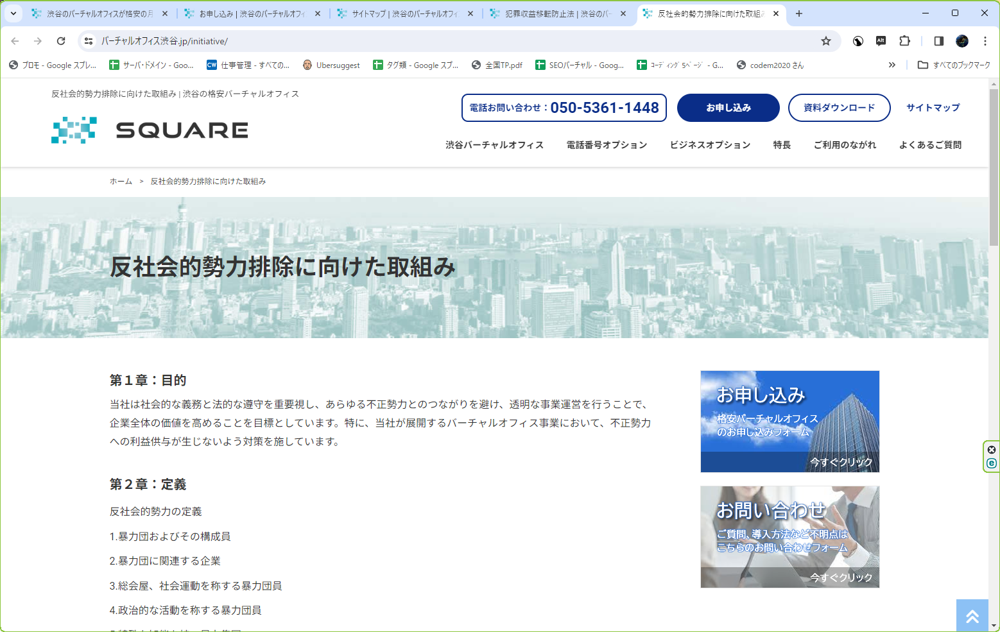 渋谷のバーチャルオフィスが格安の月
お申し込み | 渋谷のバーチャルオフィ
サイトマップ | 渋谷のバーチャルオフィ
犯罪収益移転防止法 | 渋谷のバー
反社会的勢力排除に向けた取組み
バーチャルオフィス渋谷.jp/initiative/
プロモ - Google スプレ...
サーバ・ドメイン - Goo...
CW 仕事管理 - すべての...
Ubersuggest
タグ類 - Google スプ...
全国TP.pdf
SEOバーチャル - Goog...
コーディング 5ページ - G...
codem2020 さん
すべてのブックマーク
反社会的勢力排除に向けた取組み | 渋谷の格安バーチャルオフィス
SQUARE
電話お問い合わせ：050-5361-1448
お申し込み
資料ダウンロード
サイトマップ
渋谷バーチャルオフィス
電話番号オプション
ビジネスオプション
特長
ご利用のながれ
よくあるご質問
ホーム > 反社会的勢力排除に向けた取組み
反社会的勢力排除に向けた取組み
第１章：目的
当社は社会的な義務と法的な遵守を重要視し、あらゆる不正勢力とのつながりを避け、透明な事業運営を行うことで、
企業全体の価値を高めることを目標としています。特に、当社が展開するバーチャルオフィス事業において、不正勢力
への利益供与が生じないよう対策を施しています。
第２章：定義
反社会的勢力の定義
1.暴力団およびその構成員
2.暴力団に関連する企業
3.総会屋、社会運動を称する暴力団員
4.政治的な活動を称する暴力団員
お申し込み
格安バーチャルオフィス
のお申し込みフォーム
今すぐクリック
お問い合わせ
ご質問、導入方法など不明点は
こちらのお問い合わせフォーム
今すぐクリック